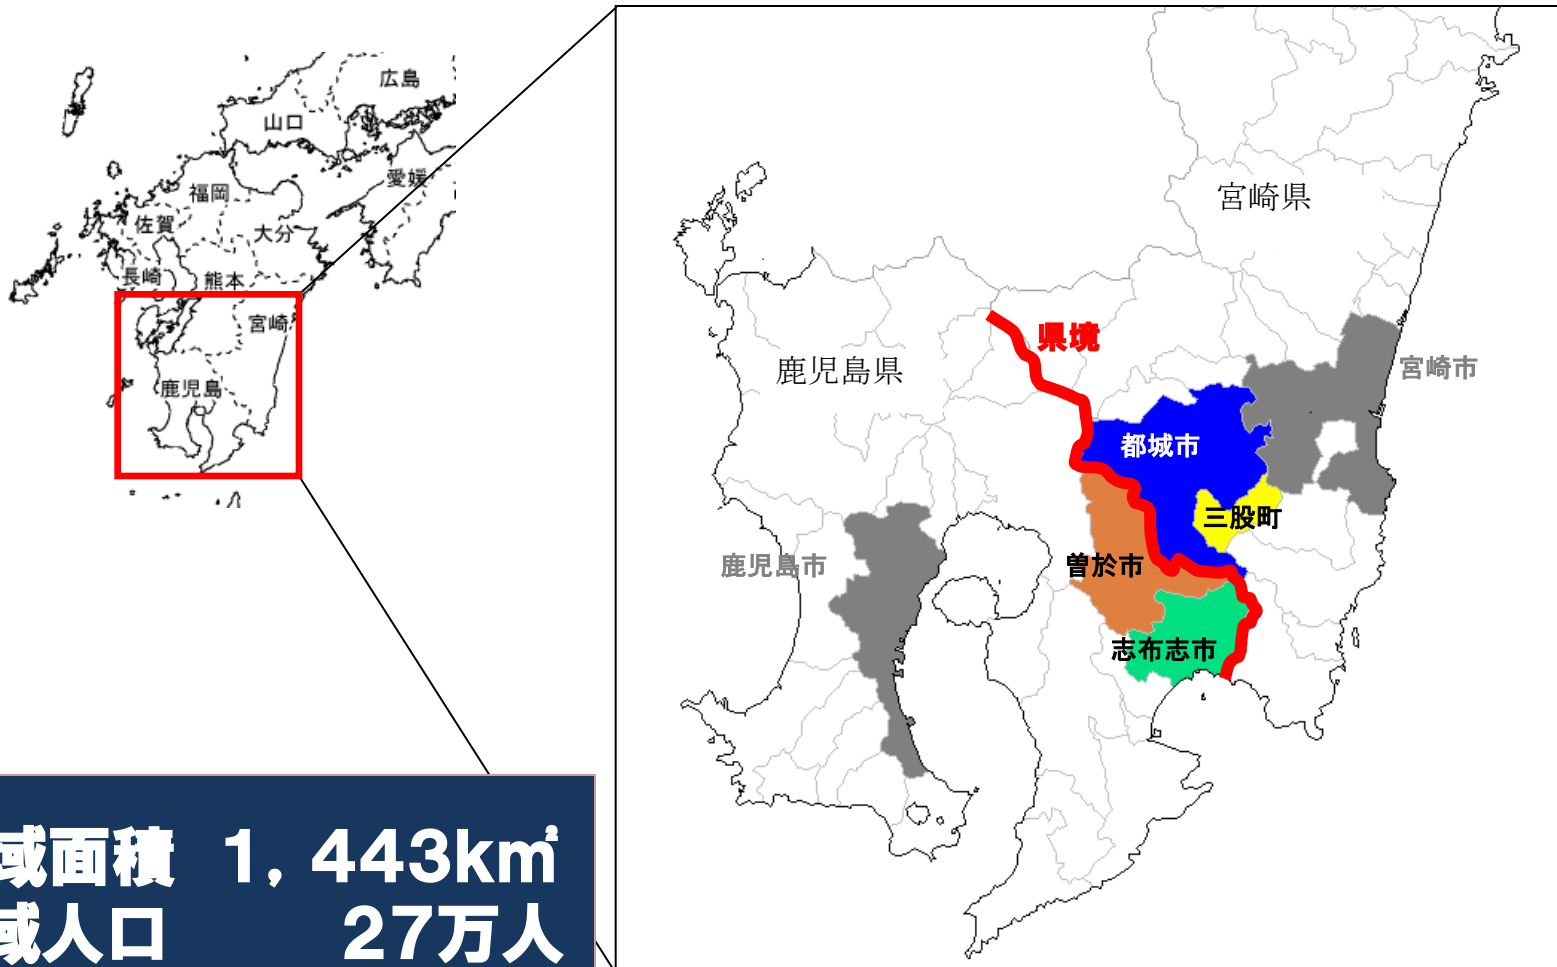 広島
山口
愛媛
福岡
佐賀
大分
長崎
熊本
宮崎
鹿児島
宮崎県
県境
鹿児島県
宮崎市
都城市
三股町
鹿児島市
曽於市
志布志市
域面積 1,443k㎡
域人口 27万人